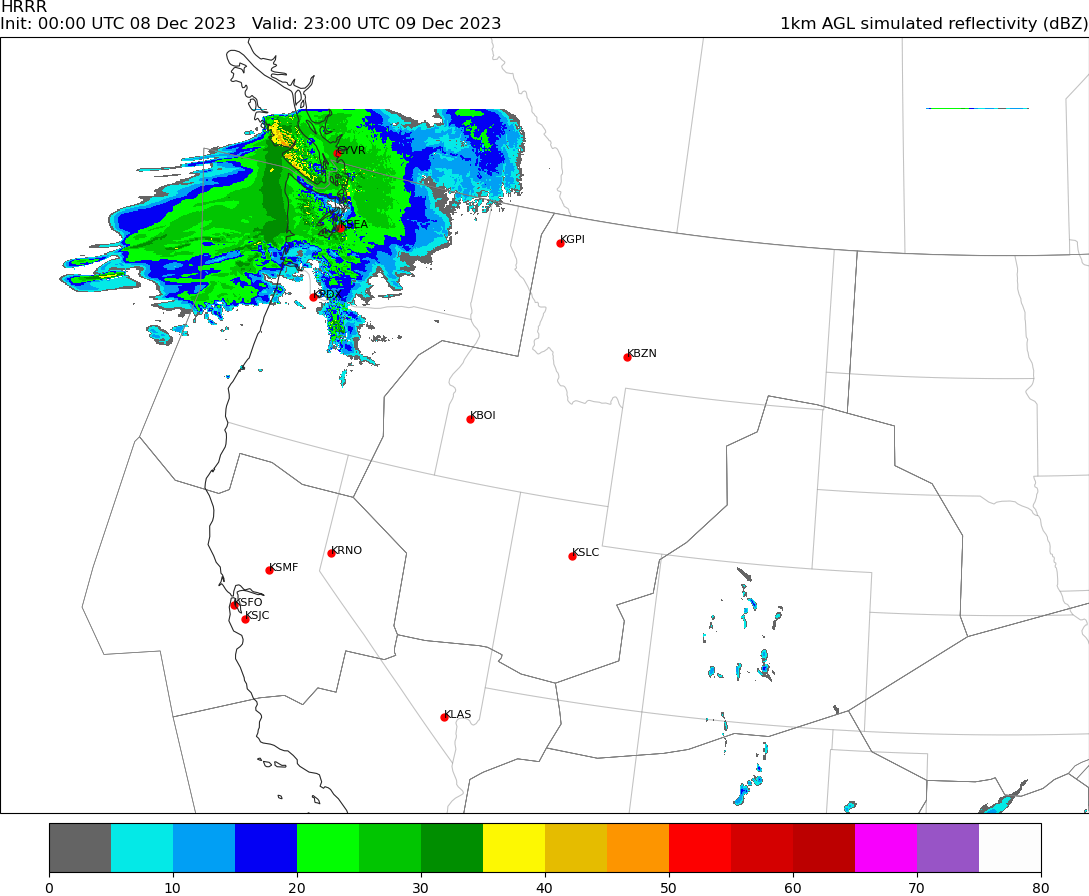 HRRR
Init: 00:00 UTC 08 Dec 2023   Valid: 23:00 UTC 09 Dec 2023   1km AGL simulated reflectivity (dBZ)
CYVR
KSEA
KGPI
KPDX
KBZN
KBOI
KRNO
KSLC
KSMF
KSFO
KSJC
KLAS
0 10 20 30 40 50 60 70 80